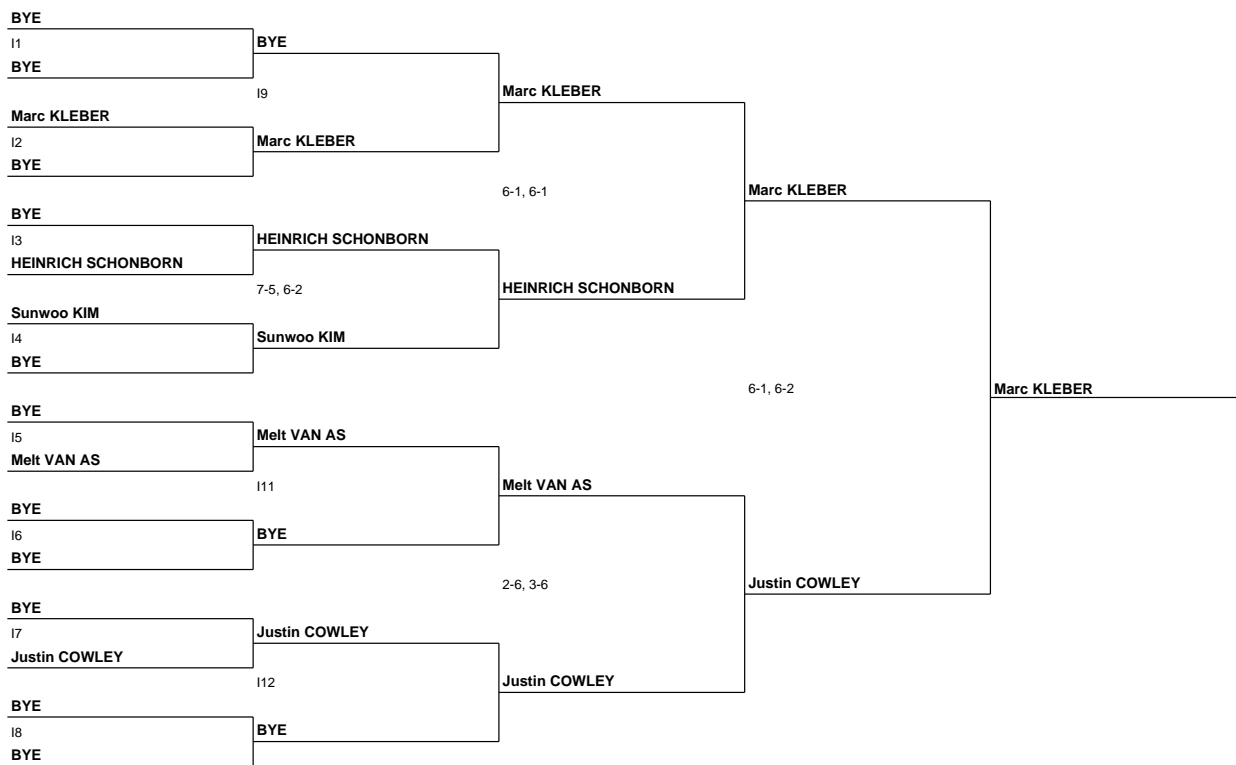 BYE
I1
BYE
BYE
I9
Marc KLEBER
Marc KLEBER
I2
Marc KLEBER
BYE
6-1, 6-1
Marc KLEBER
BYE
I3
HEINRICH SCHONBORN
HEINRICH SCHONBORN
7-5, 6-2
HEINRICH SCHONBORN
Sunwoo KIM
I4
Sunwoo KIM
BYE
6-1, 6-2
Marc KLEBER
BYE
I5
Melt VAN AS
Melt VAN AS
I11
Melt VAN AS
BYE
I6
BYE
BYE
2-6, 3-6
Justin COWLEY
BYE
I7
Justin COWLEY
Justin COWLEY
I12
Justin COWLEY
BYE
I8
BYE
BYE